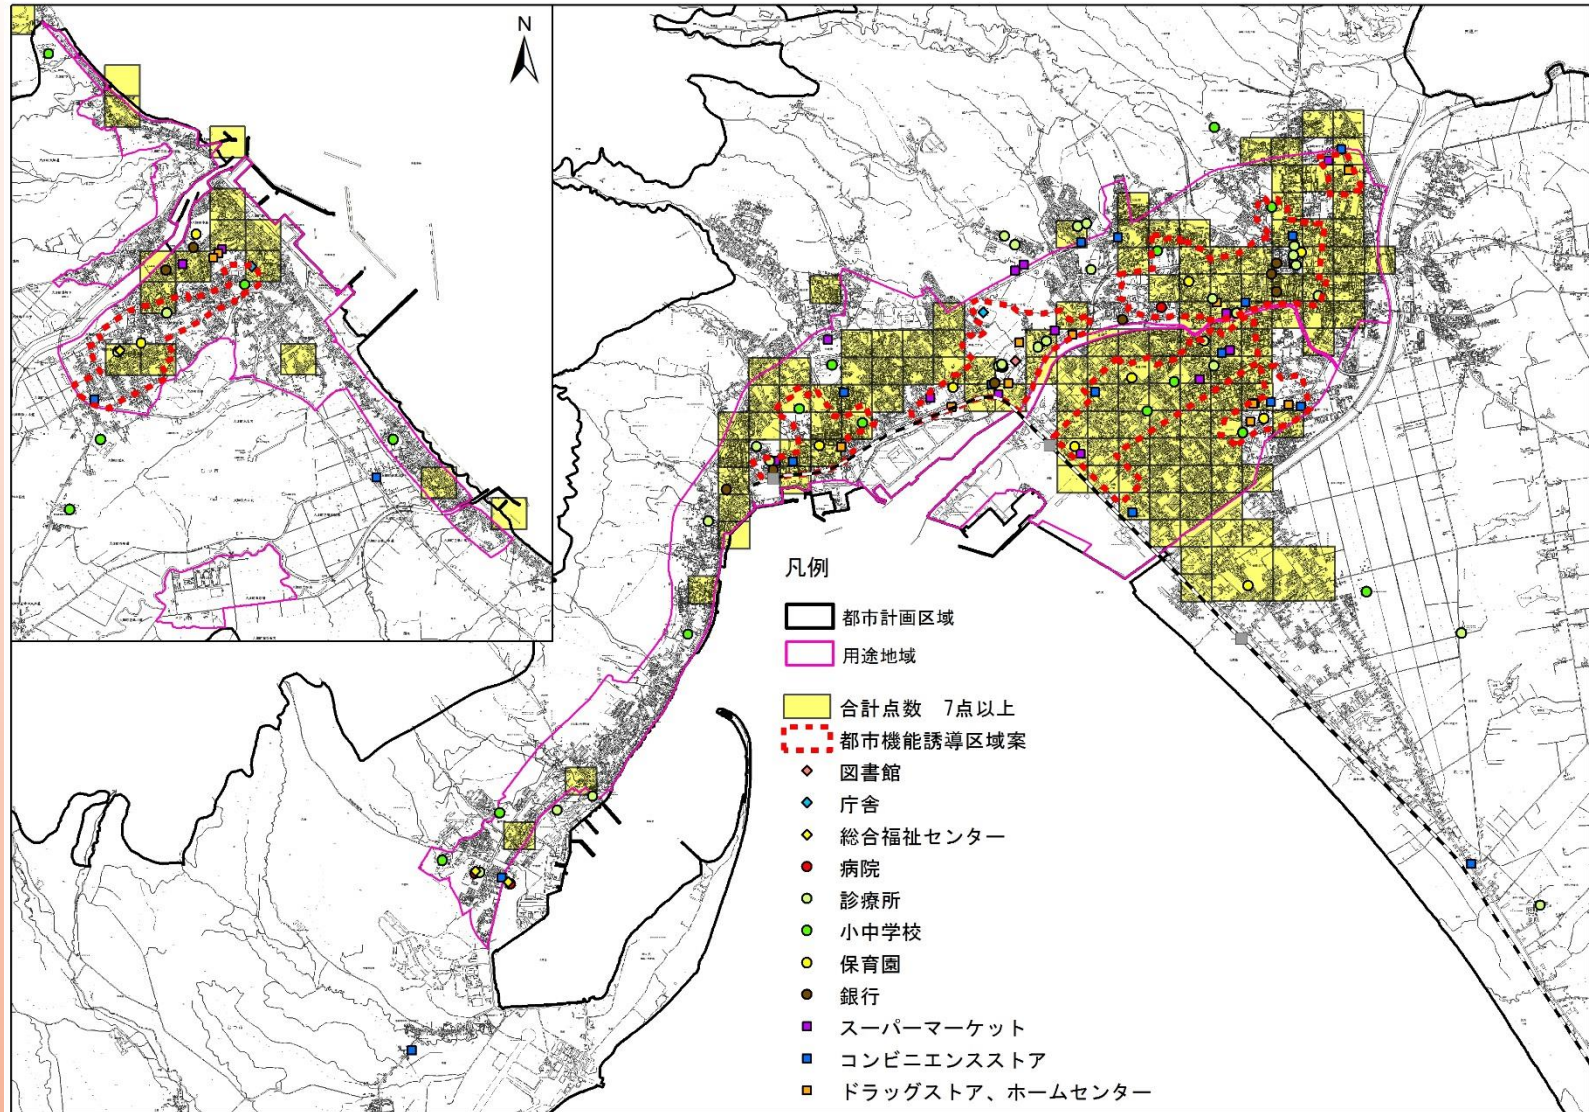 N
凡例
都市計画区域
用途地域
合計点数 7点以上
都市機能誘導区域案
図書館
庁舎
総合福祉センター
病院
診療所
小中学校
保育園
銀行
スーパーマーケット
コンビニエンスストア
ドラッグストア、ホームセンター